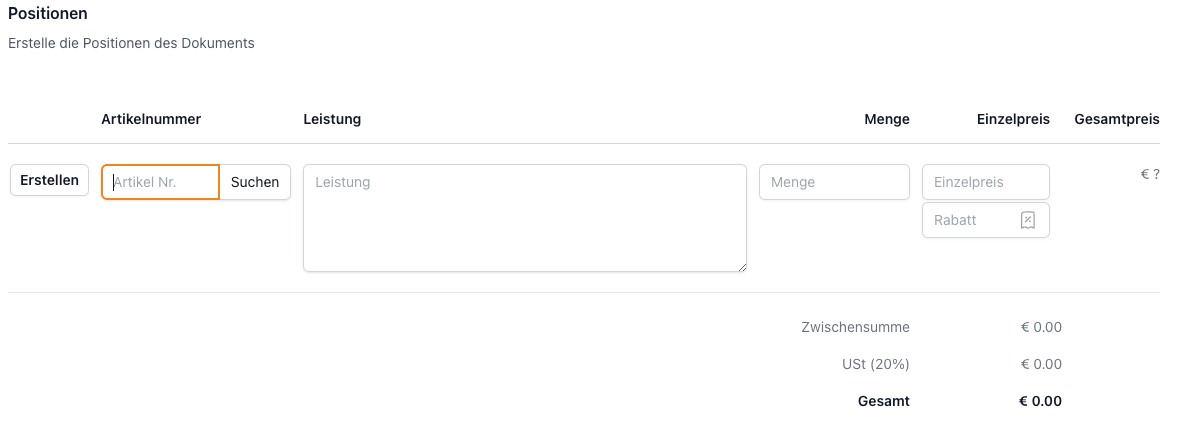 Positionen
Erstelle die Positionen des Dokuments
Artikelnummer Leistung Menge Einzelpreis Gesamtpreis
Erstellen Artikel Nr. Suchen Leistung Menge Einzelpreis € ?
Rabatt
Zwischensumme € 0.00
USt (20%) € 0.00
Gesamt € 0.00